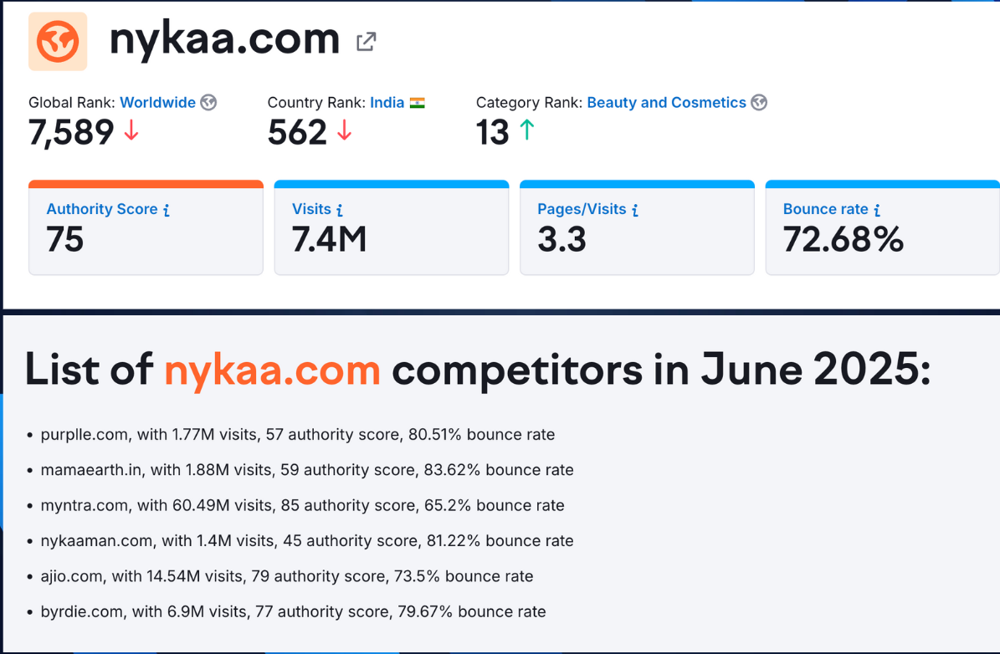 nykaa.com
Global Rank: Worldwide Country Rank: India Category Rank: Beauty and Cosmetics
7,589 ↓ 562 ↓ 13 ↑
Authority Score i Visits i Pages/Visits i Bounce rate i
75 7.4M 3.3 72.68%
List of nykaa.com competitors in June 2025:
• purplle.com, with 1.77M visits, 57 authority score, 80.51% bounce rate
• mamaearth.in, with 1.88M visits, 59 authority score, 83.62% bounce rate
• myntra.com, with 60.49M visits, 85 authority score, 65.2% bounce rate
• nykaaman.com, with 1.4M visits, 45 authority score, 81.22% bounce rate
• ajio.com, with 14.54M visits, 79 authority score, 73.5% bounce rate
• byrdie.com, with 6.9M visits, 77 authority score, 79.67% bounce rate